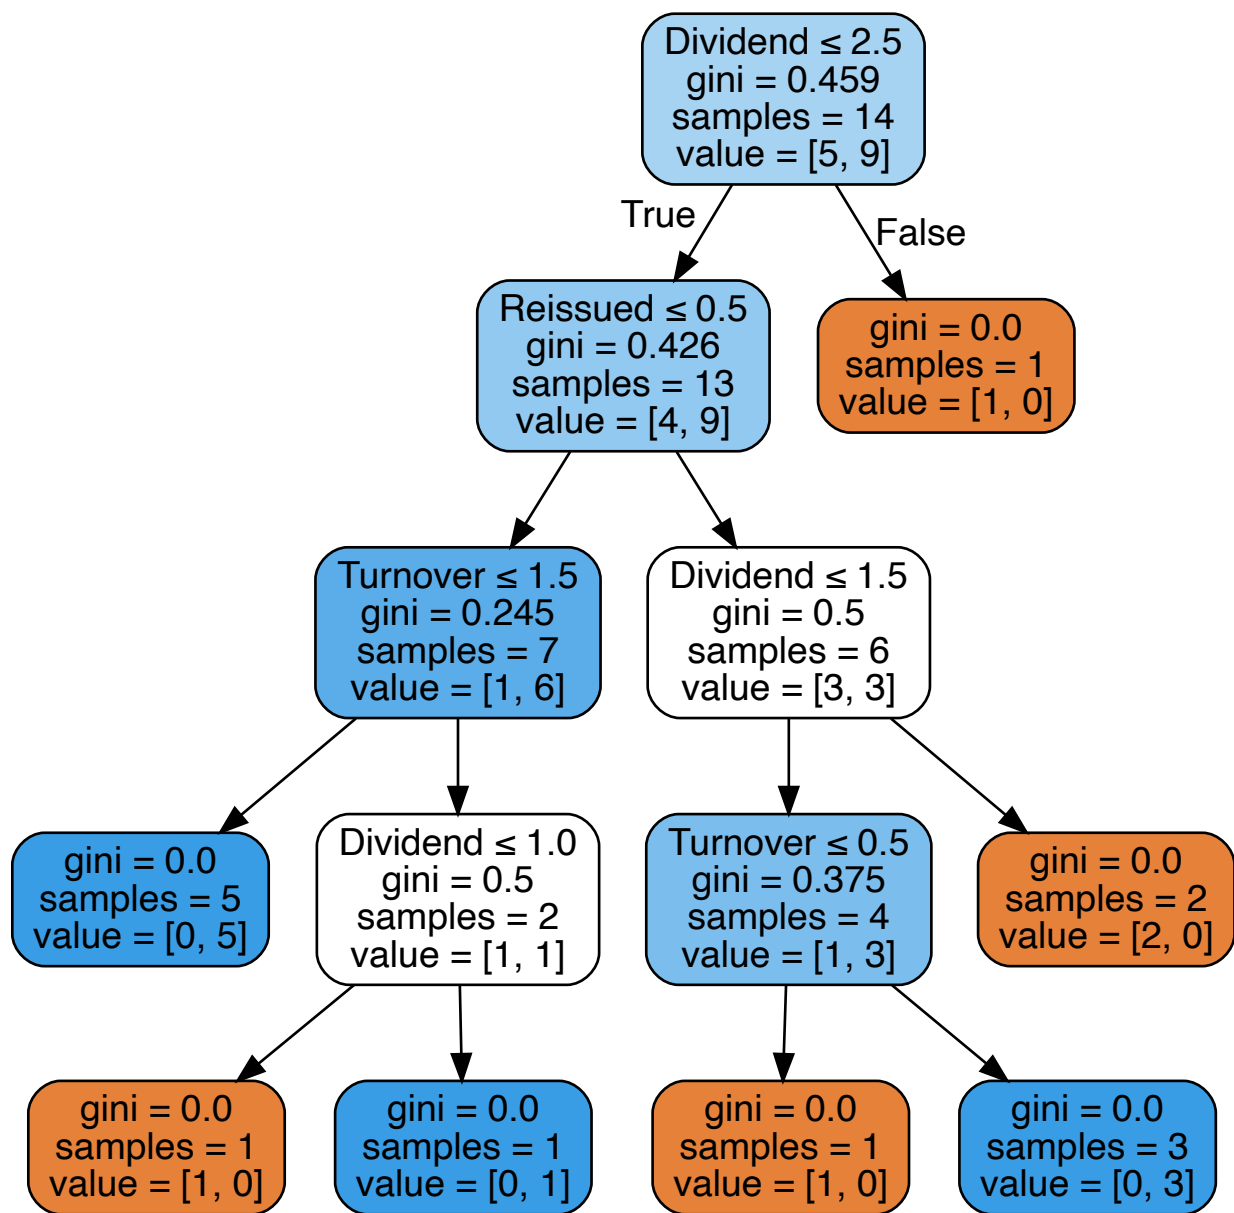 Dividend ≤ 2.5
gini = 0.459
samples = 14
value = [5, 9]
True
False
Reissued ≤ 0.5
gini = 0.426
samples = 13
value = [4, 9]
gini = 0.0
samples = 1
value = [1, 0]
Turnover ≤ 1.5
gini = 0.245
samples = 7
value = [1, 6]
Dividend ≤ 1.5
gini = 0.5
samples = 6
value = [3, 3]
gini = 0.0
samples = 5
value = [0, 5]
Dividend ≤ 1.0
gini = 0.5
samples = 2
value = [1, 1]
Turnover ≤ 0.5
gini = 0.375
samples = 4
value = [1, 3]
gini = 0.0
samples = 2
value = [2, 0]
gini = 0.0
samples = 1
value = [1, 0]
gini = 0.0
samples = 1
value = [0, 1]
gini = 0.0
samples = 1
value = [1, 0]
gini = 0.0
samples = 3
value = [0, 3]